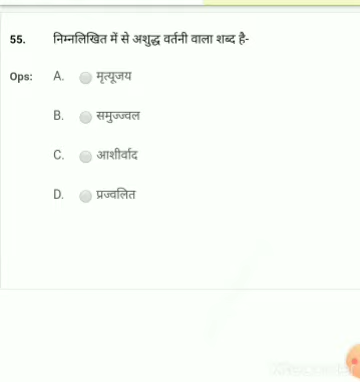 55. निम्नलिखित में से अशुद्ध वर्तनी वाला शब्द है-
Ops: A. मृत्यूजय
B. समुज्ज्वल
C. आशीर्वाद
D. प्रज्वलित